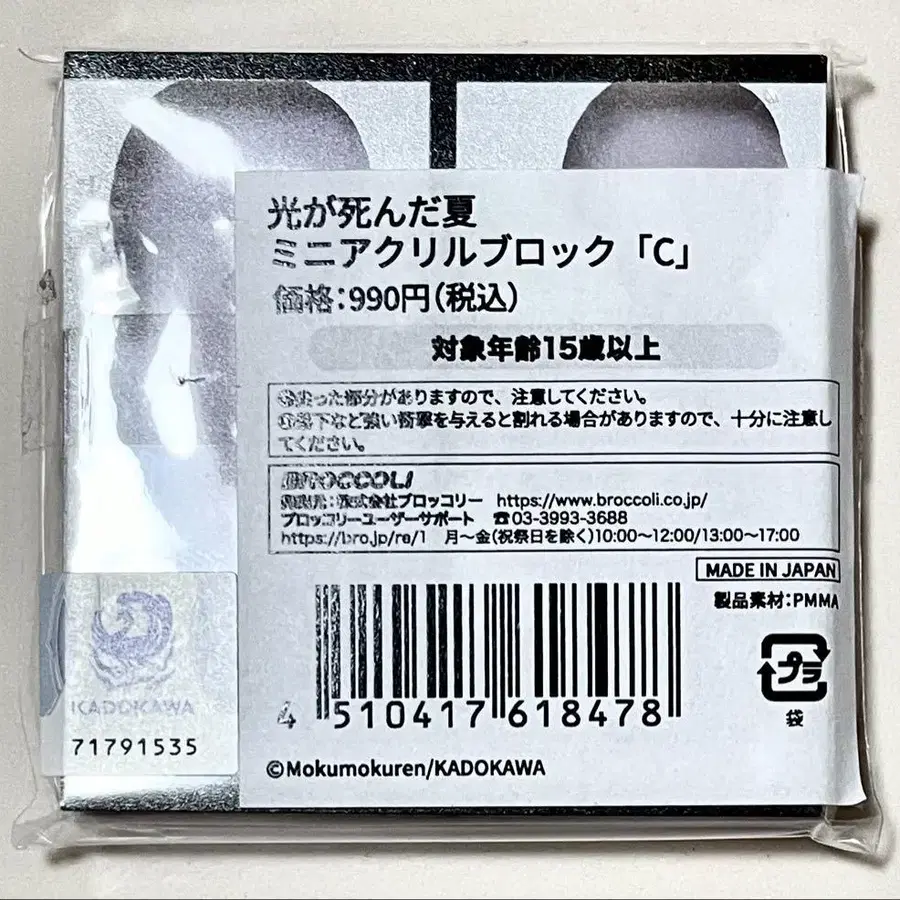 光が死んだ夏
ミニアクリルブロック「C」
価格:990円(税込)
対象年齢15歳以上
尖った部分がありますので、注意してください。
落下など強い衝撃を与えると割れる場合がありますので、十分に注意し
てください。
BROCCOLI
発売元:株式会社ブロッコリー https://www.broccoli.co.jp/
ブロッコリーユーザーサポート ☎03-3993-3688
https://bro.jp/re/1 月~金(祝祭日を除く)10:00~12:00/13:00~17:00
MADE IN JAPAN
製品素材:PMMA
プラ
袋
4 510417 618478
©Mokumokuren/KADOKAWA
KADOKAWA
71791535